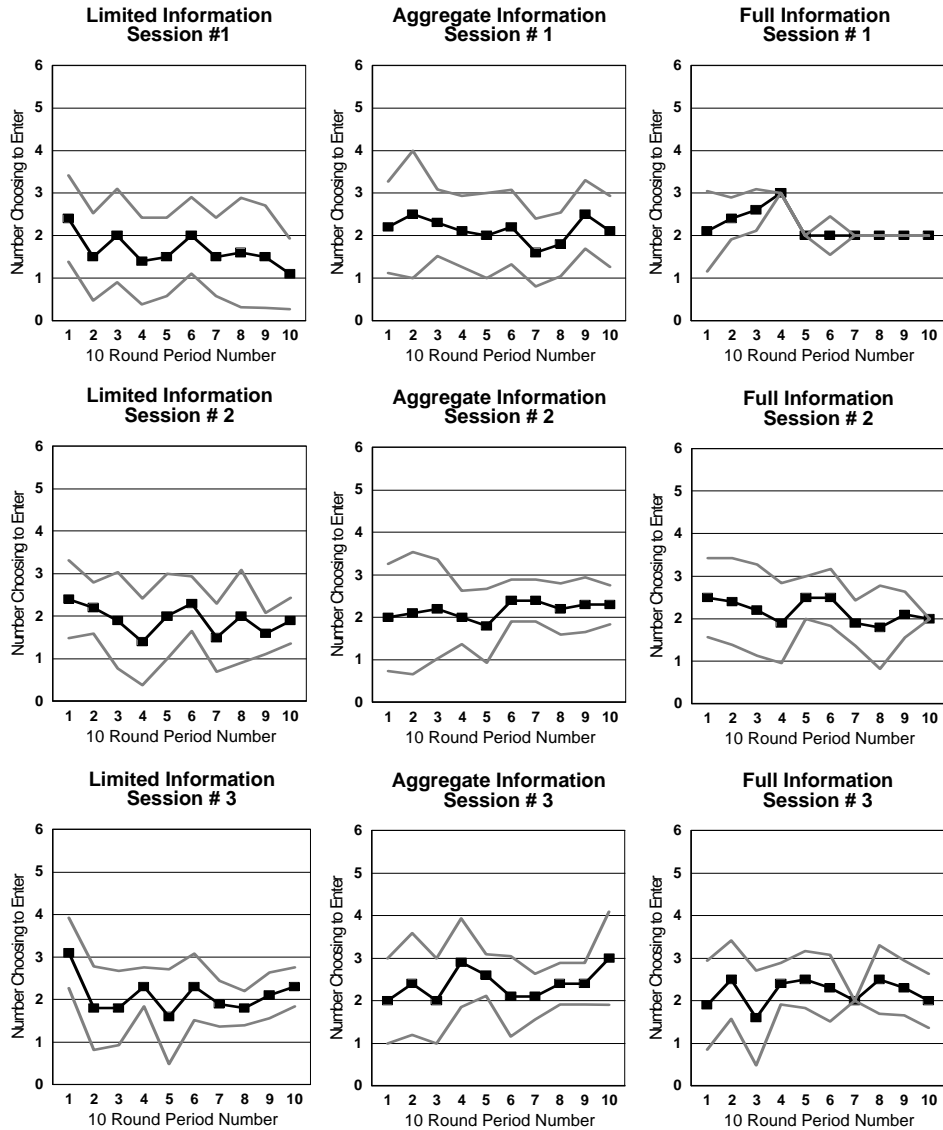 Limited Information
Session #1
Aggregate Information
Session # 1
Full Information
Session # 1
Number Choosing to Enter
6
5
4
3
2
1
0
1 2 3 4 5 6 7 8 9 10
10 Round Period Number
Number Choosing to Enter
6
5
4
3
2
1
0
1 2 3 4 5 6 7 8 9 10
10 Round Period Number
Number Choosing to Enter
6
5
4
3
2
1
0
1 2 3 4 5 6 7 8 9 10
10 Round Period Number
Limited Information
Session # 2
Aggregate Information
Session # 2
Full Information
Session # 2
Number Choosing to Enter
6
5
4
3
2
1
0
1 2 3 4 5 6 7 8 9 10
10 Round Period Number
Number Choosing to Enter
6
5
4
3
2
1
0
1 2 3 4 5 6 7 8 9 10
10 Round Period Number
Number Choosing to Enter
6
5
4
3
2
1
0
1 2 3 4 5 6 7 8 9 10
10 Round Period Number
Limited Information
Session # 3
Aggregate Information
Session # 3
Full Information
Session # 3
Number Choosing to Enter
6
5
4
3
2
1
0
1 2 3 4 5 6 7 8 9 10
10 Round Period Number
Number Choosing to Enter
6
5
4
3
2
1
0
1 2 3 4 5 6 7 8 9 10
10 Round Period Number
Number Choosing to Enter
6
5
4
3
2
1
0
1 2 3 4 5 6 7 8 9 10
10 Round Period Number